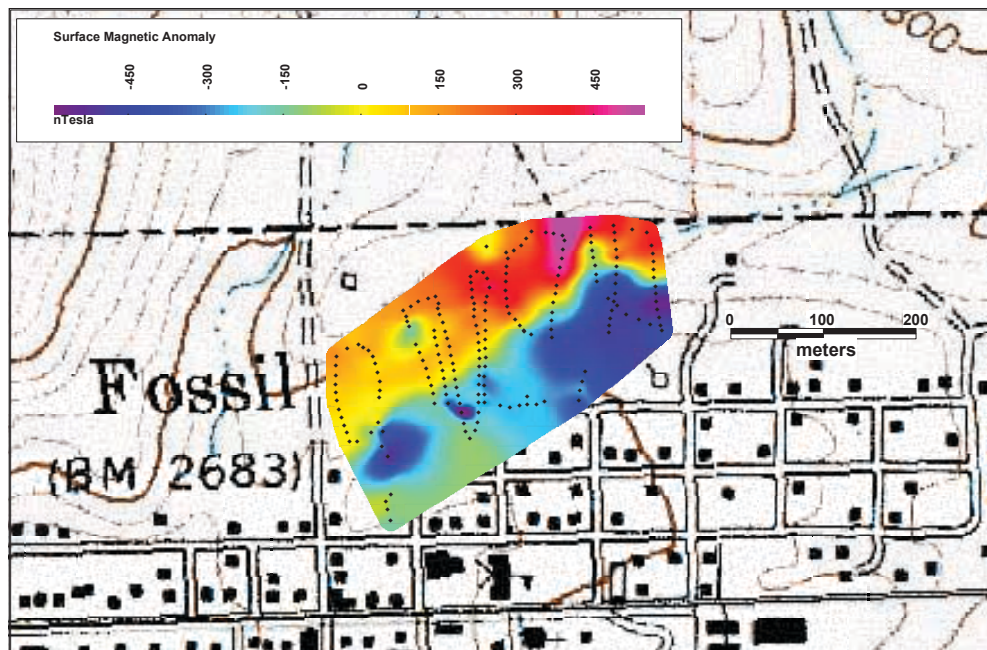 Surface Magnetic Anomaly
-450 -300 -150 0 150 300 450
nTesla
0 100 200
meters
Fossil
(BM 2683)